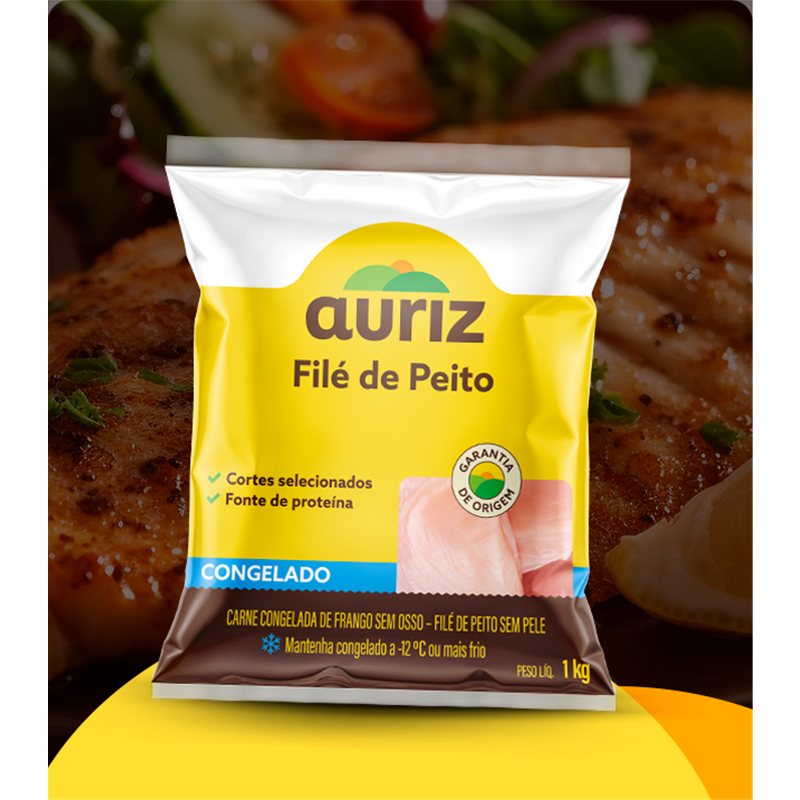 auriz
Filé de Peito
Cortes selecionados
Fonte de proteína
GARANTIA
DE ORIGEM
CONGELADO
CARNE CONGELADA DE FRANGO SEM OSSO – FILÉ DE PEITO SEM PELE
Mantenha congelado a -12 ºC ou mais frio
PESO LÍQ. 1 kg